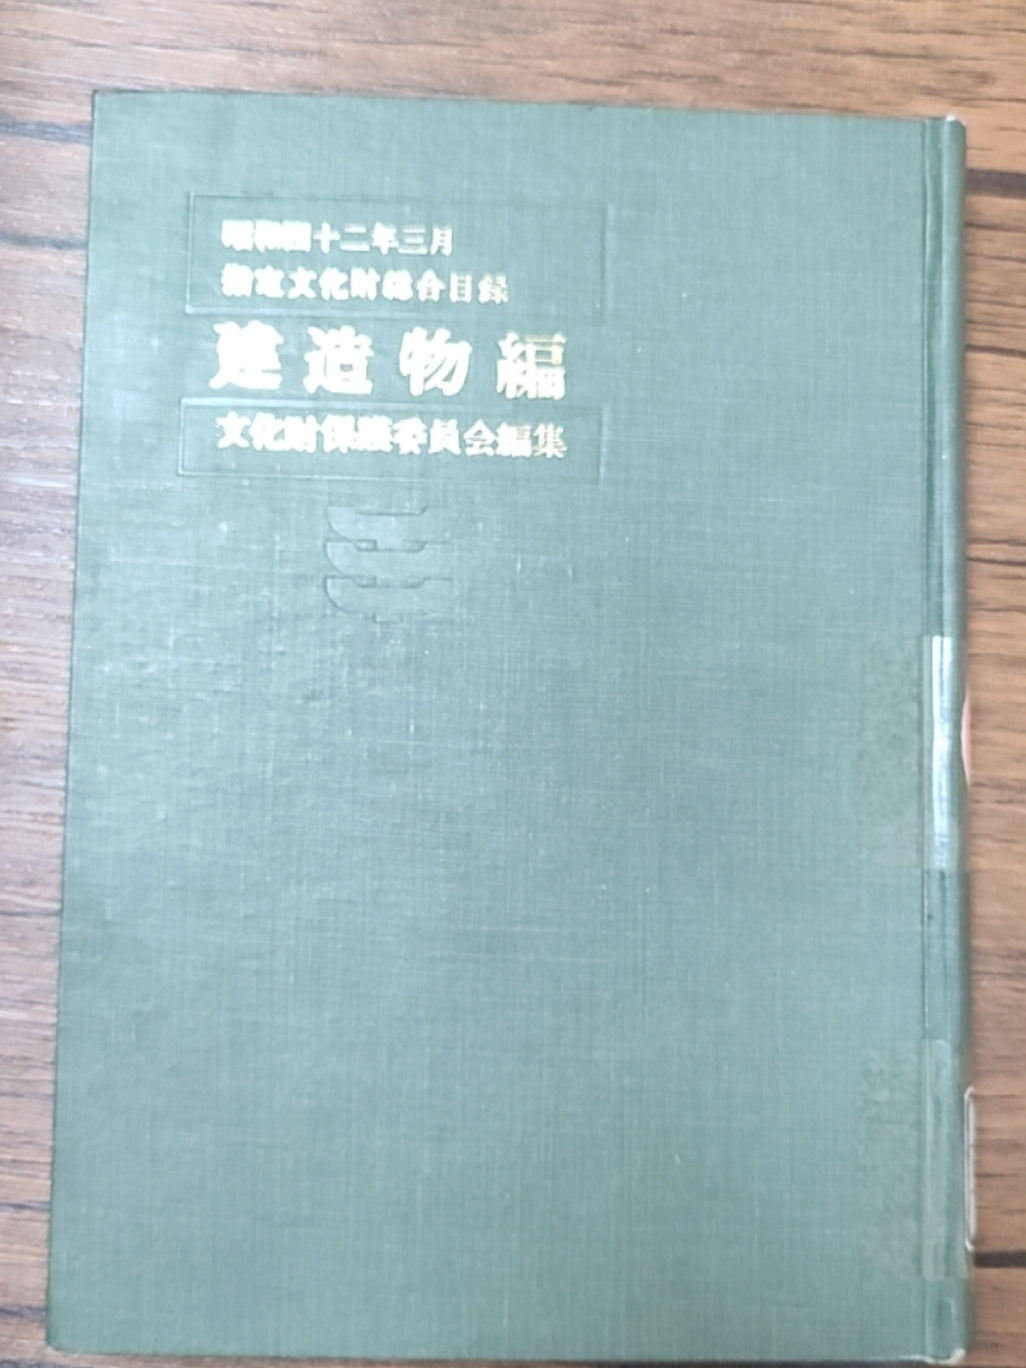 昭和四十二年三月
指定文化財総合目録
建造物編
文化財保護委員会編集